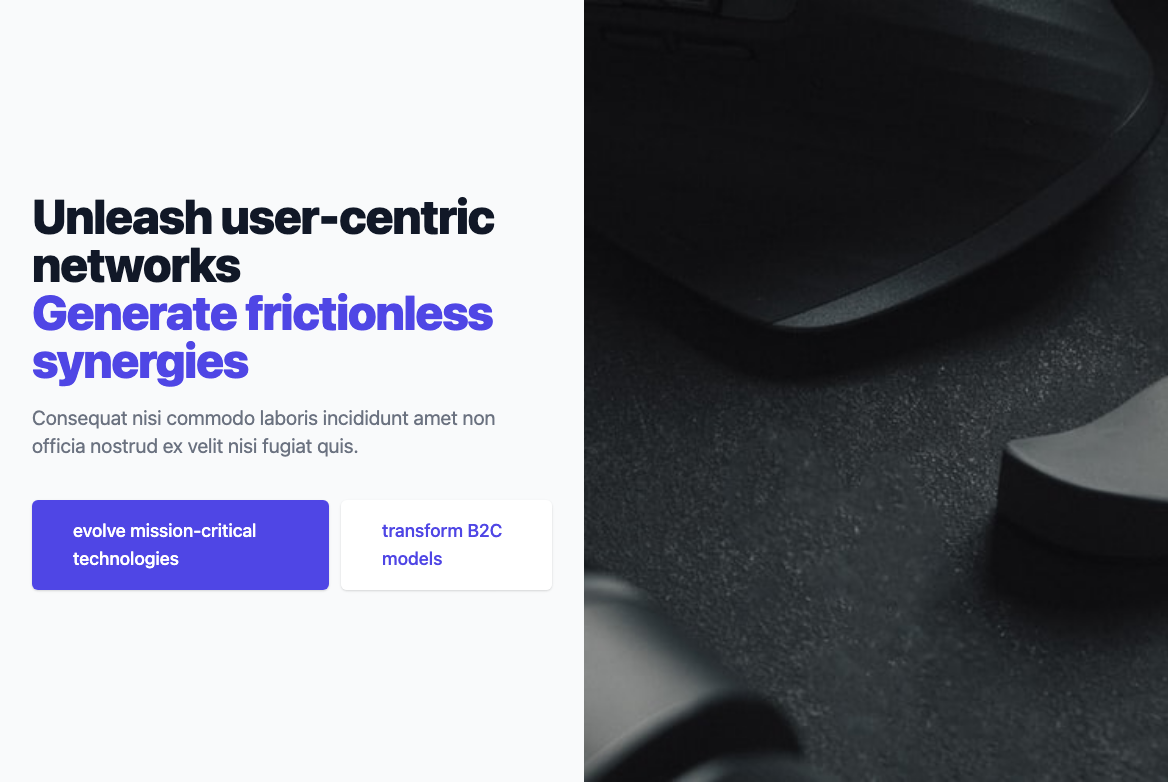 Unleash user-centric
networks
Generate frictionless
synergies
Consequat nisi commodo laboris incididunt amet non
officia nostrud ex velit nisi fugiat quis.
evolve mission-critical
technologies
transform B2C
models